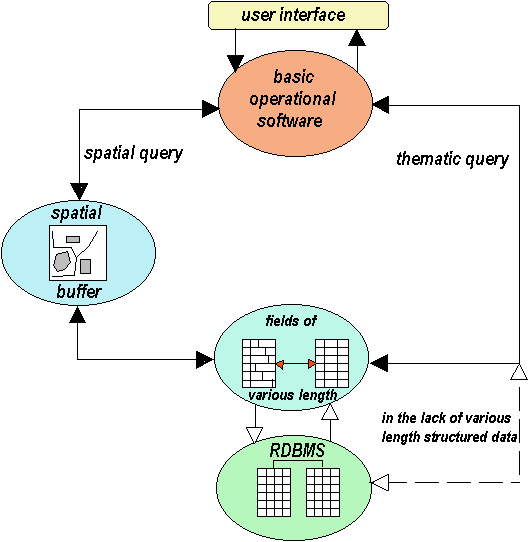 user interface
basic
operational
software
spatial query
thematic query
spatial
buffer
fields of
various length
in the lack of various
length structured data
RDBMS